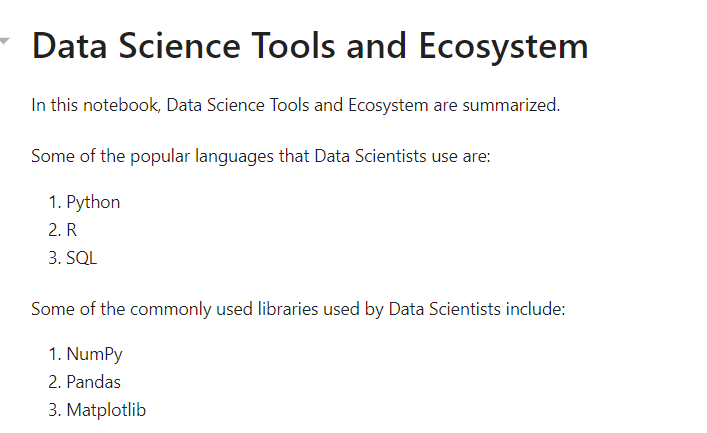 Data Science Tools and Ecosystem
In this notebook, Data Science Tools and Ecosystem are summarized.
Some of the popular languages that Data Scientists use are:
1. Python
2. R
3. SQL
Some of the commonly used libraries used by Data Scientists include:
1. NumPy
2. Pandas
3. Matplotlib